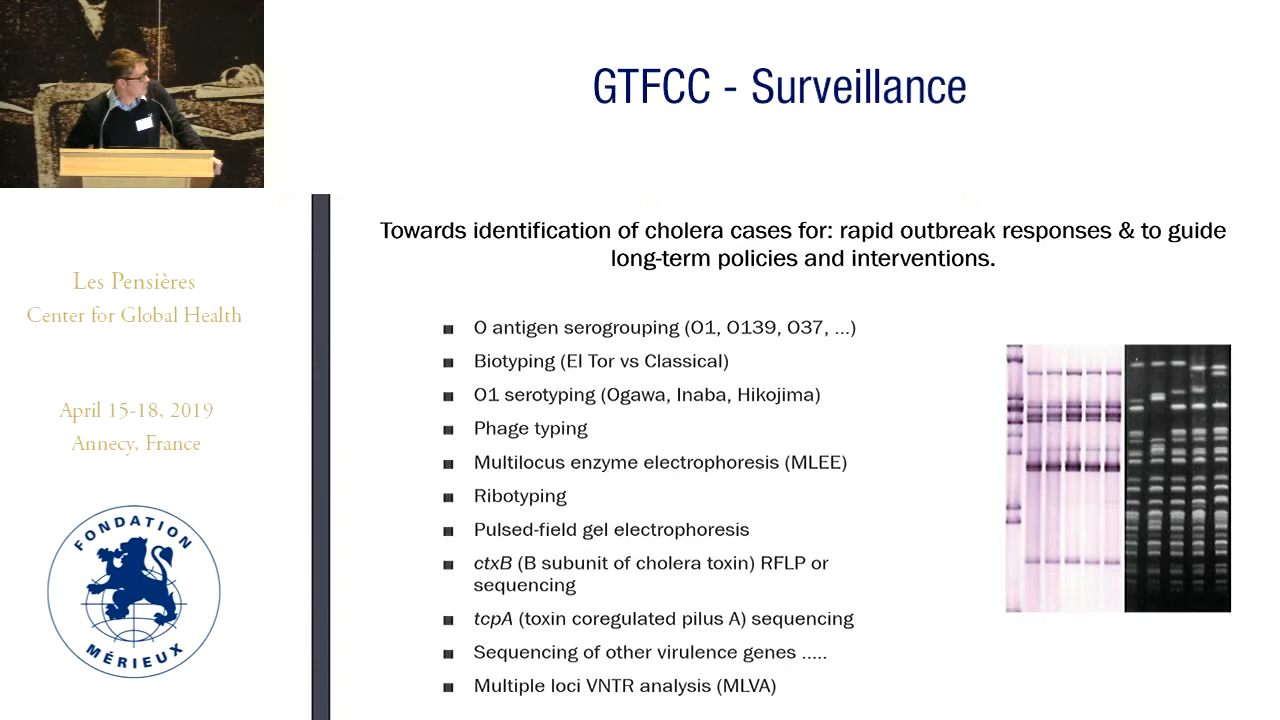 GTFCC - Surveillance
Les Pensières
Center for Global Health
April 15-18, 2019
Annecy, France
FONDATION
MÉRIEUX
Towards identification of cholera cases for: rapid outbreak responses & to guide
long-term policies and interventions.
O antigen serogrouping (O1, O139, O37, ...)
Biotyping (El Tor vs Classical)
O1 serotyping (Ogawa, Inaba, Hikojima)
Phage typing
Multilocus enzyme electrophoresis (MLEE)
Ribotyping
Pulsed-field gel electrophoresis
ctxB (B subunit of cholera toxin) RFLP or
sequencing
tcpA (toxin coregulated pilus A) sequencing
Sequencing of other virulence genes .....
Multiple loci VNTR analysis (MLVA)